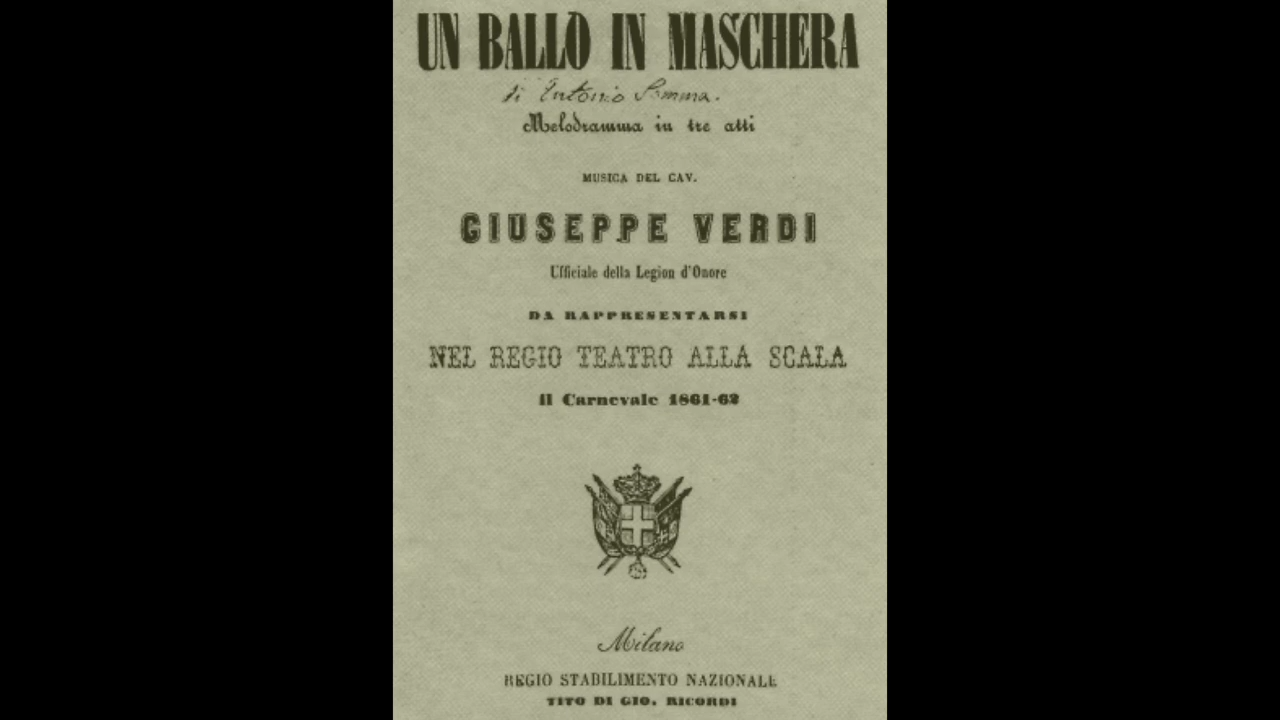 UN BALLO IN MASCHERA
di Antonio Somma.
Melodramma in tre atti
MUSICA DEL CAV.
GIUSEPPE VERDI
Ufficiale della Legion d'Onore
DA RAPPRESENTARSI
NEL REGIO TEATRO ALLA SCALA
il Carnevale 1861-62
Milano
REGIO STABILIMENTO NAZIONALE
TITO DI GIO. RICORDI